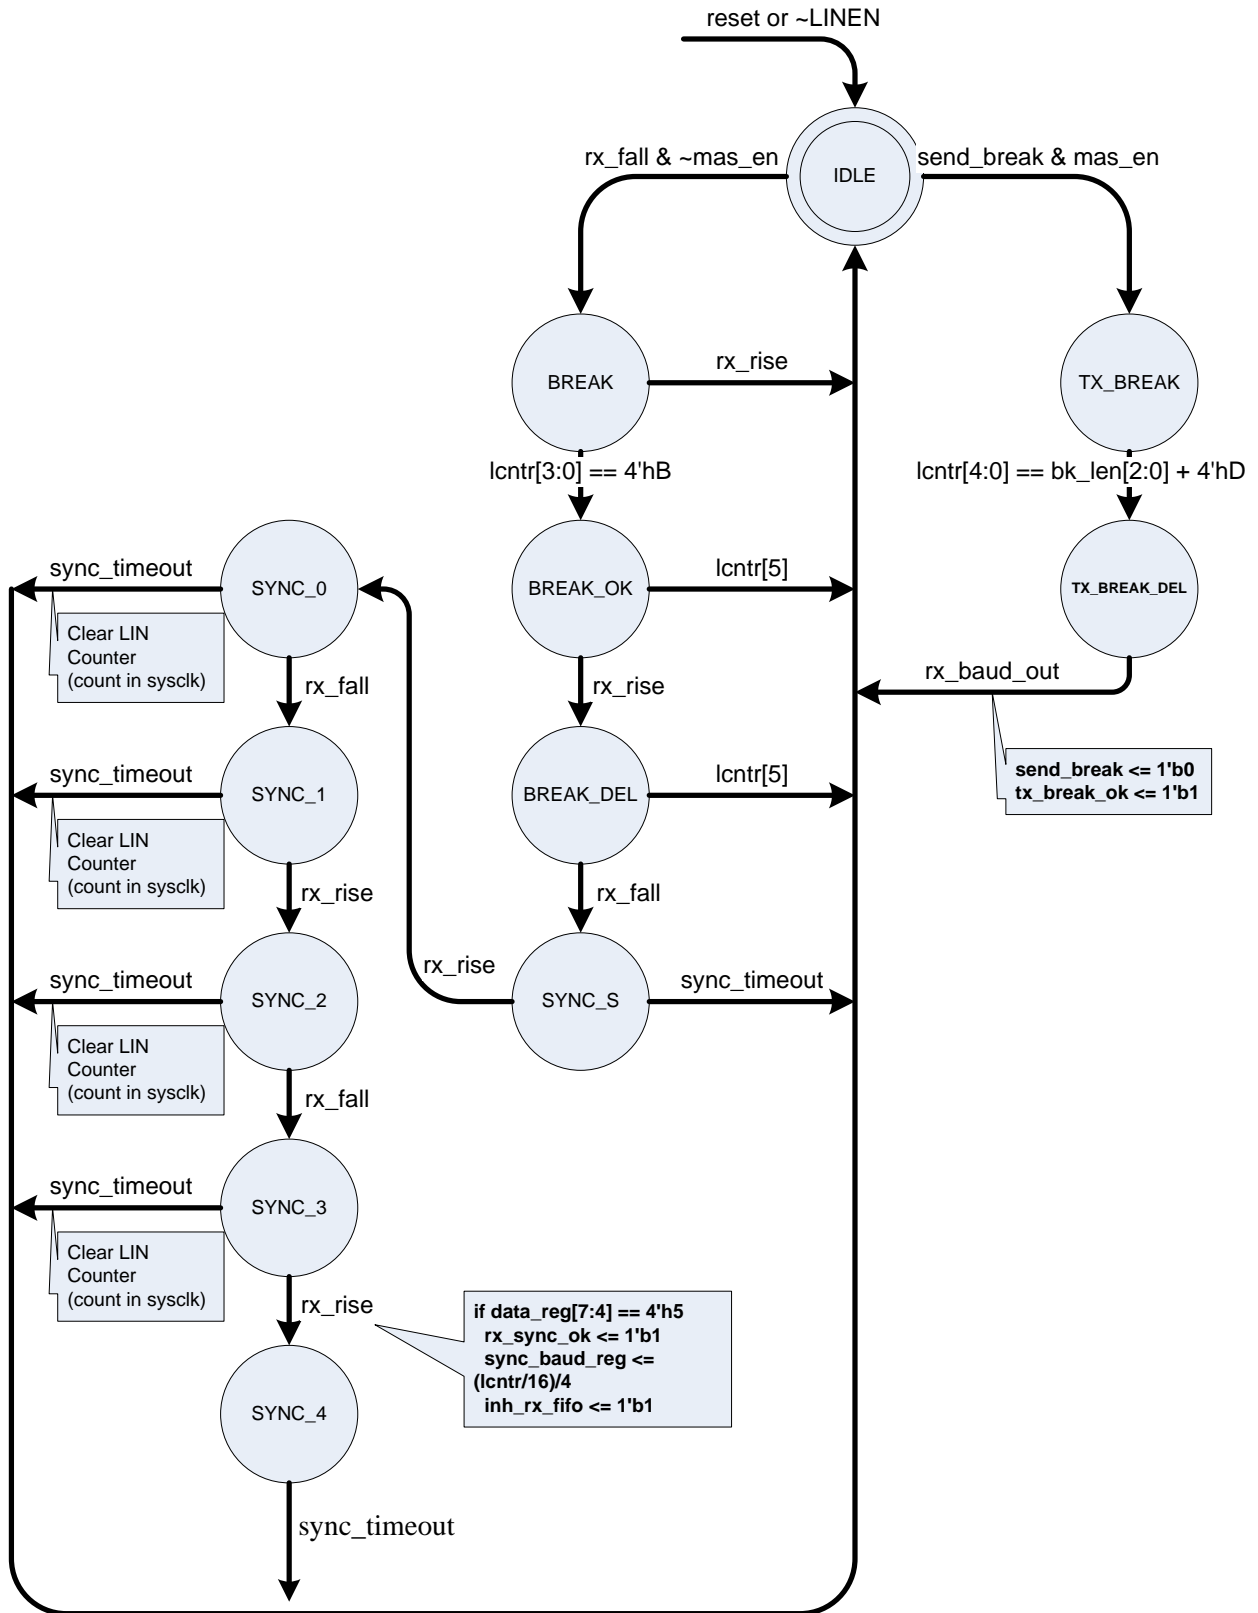 reset or ~LINEN
rx_fall & ~mas_en
IDLE
send_break & mas_en
BREAK
rx_rise
TX_BREAK
lcntr[3:0] == 4'hB
lcntr[4:0] == bk_len[2:0] + 4'hD
sync_timeout
SYNC_0
BREAK_OK
lcntr[5]
TX_BREAK_DEL
Clear LIN
Counter
(count in sysclk)
rx_fall
rx_rise
rx_baud_out
sync_timeout
SYNC_1
BREAK_DEL
lcntr[5]
send_break <= 1'b0
tx_break_ok <= 1'b1
Clear LIN
Counter
(count in sysclk)
rx_rise
rx_fall
sync_timeout
SYNC_2
rx_rise
SYNC_S
sync_timeout
Clear LIN
Counter
(count in sysclk)
rx_fall
sync_timeout
SYNC_3
Clear LIN
Counter
(count in sysclk)
rx_rise
if data_reg[7:4] == 4'h5
rx_sync_ok <= 1'b1
sync_baud_reg <=
(lcntr/16)/4
inh_rx_fifo <= 1'b1
SYNC_4
sync_timeout